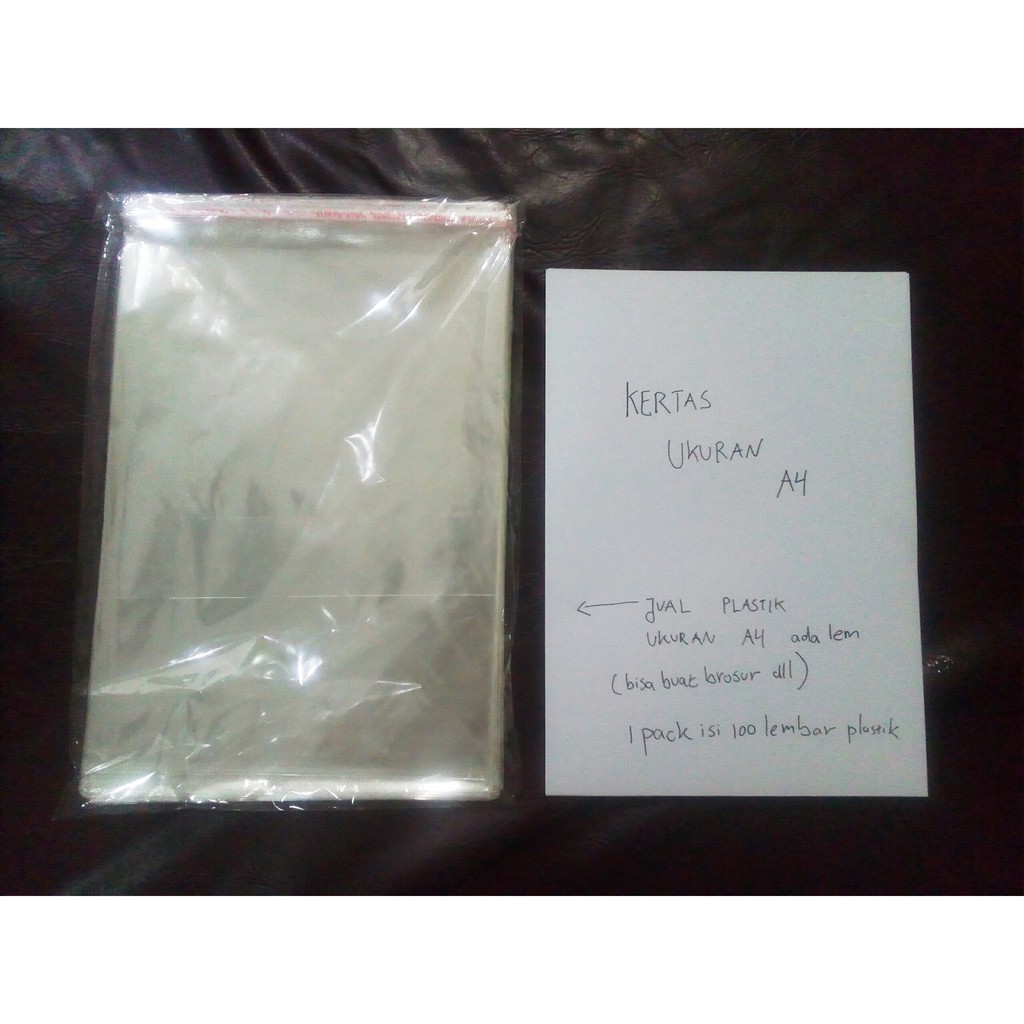 KERTAS
UKURAN
A4
JUAL PLASTIK
UKURAN A4 ada lem
(bisa buat brosur dll)
1 pack isi 100 lembar plastik